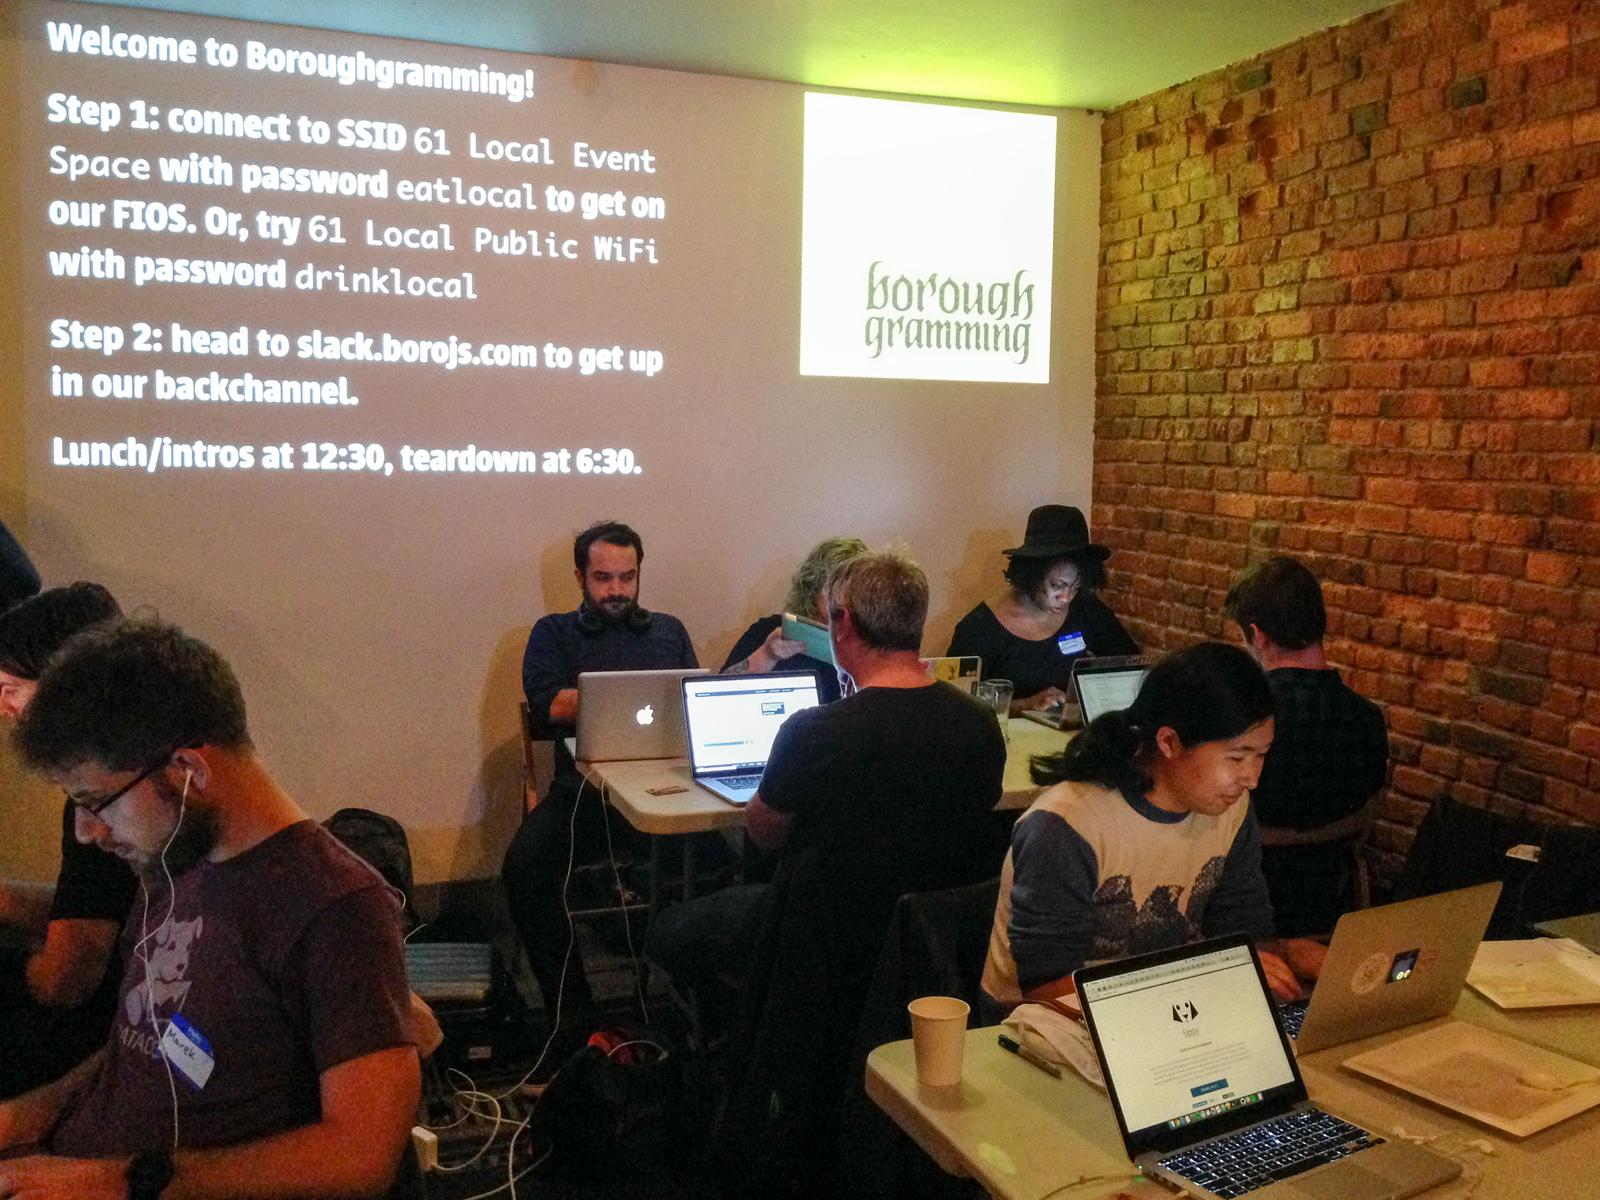 Welcome to Boroughgramming!
Step 1: connect to SSID 61 Local Event
Space with password eatlocal to get on
our FIOS. Or, try 61 Local Public WiFi
with password drinklocal
Step 2: head to slack.borojs.com to get up
in our backchannel.
Lunch/intros at 12:30, teardown at 6:30.
borough
gramming
Marek